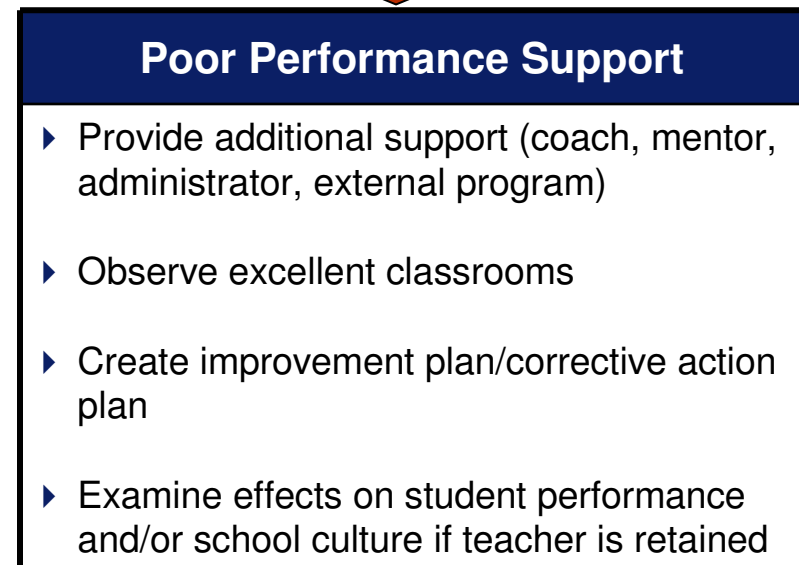 Poor Performance Support
Provide additional support (coach, mentor,
administrator, external program)
Observe excellent classrooms
Create improvement plan/corrective action
plan
Examine effects on student performance
and/or school culture if teacher is retained